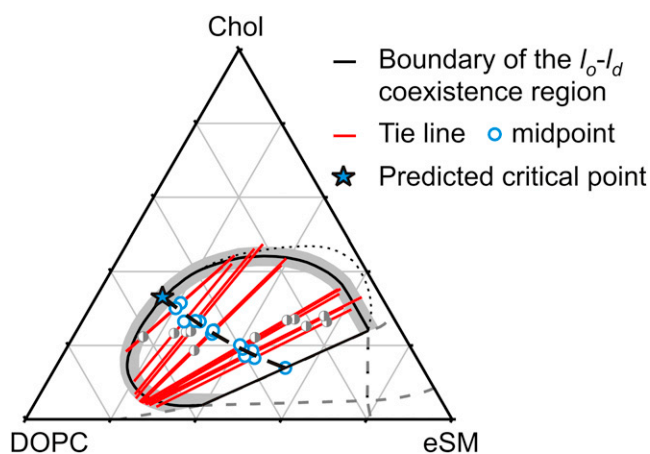 Chol
Boundary of the lo-ld
coexistence region
Tie line midpoint
Predicted critical point
DOPC
eSM